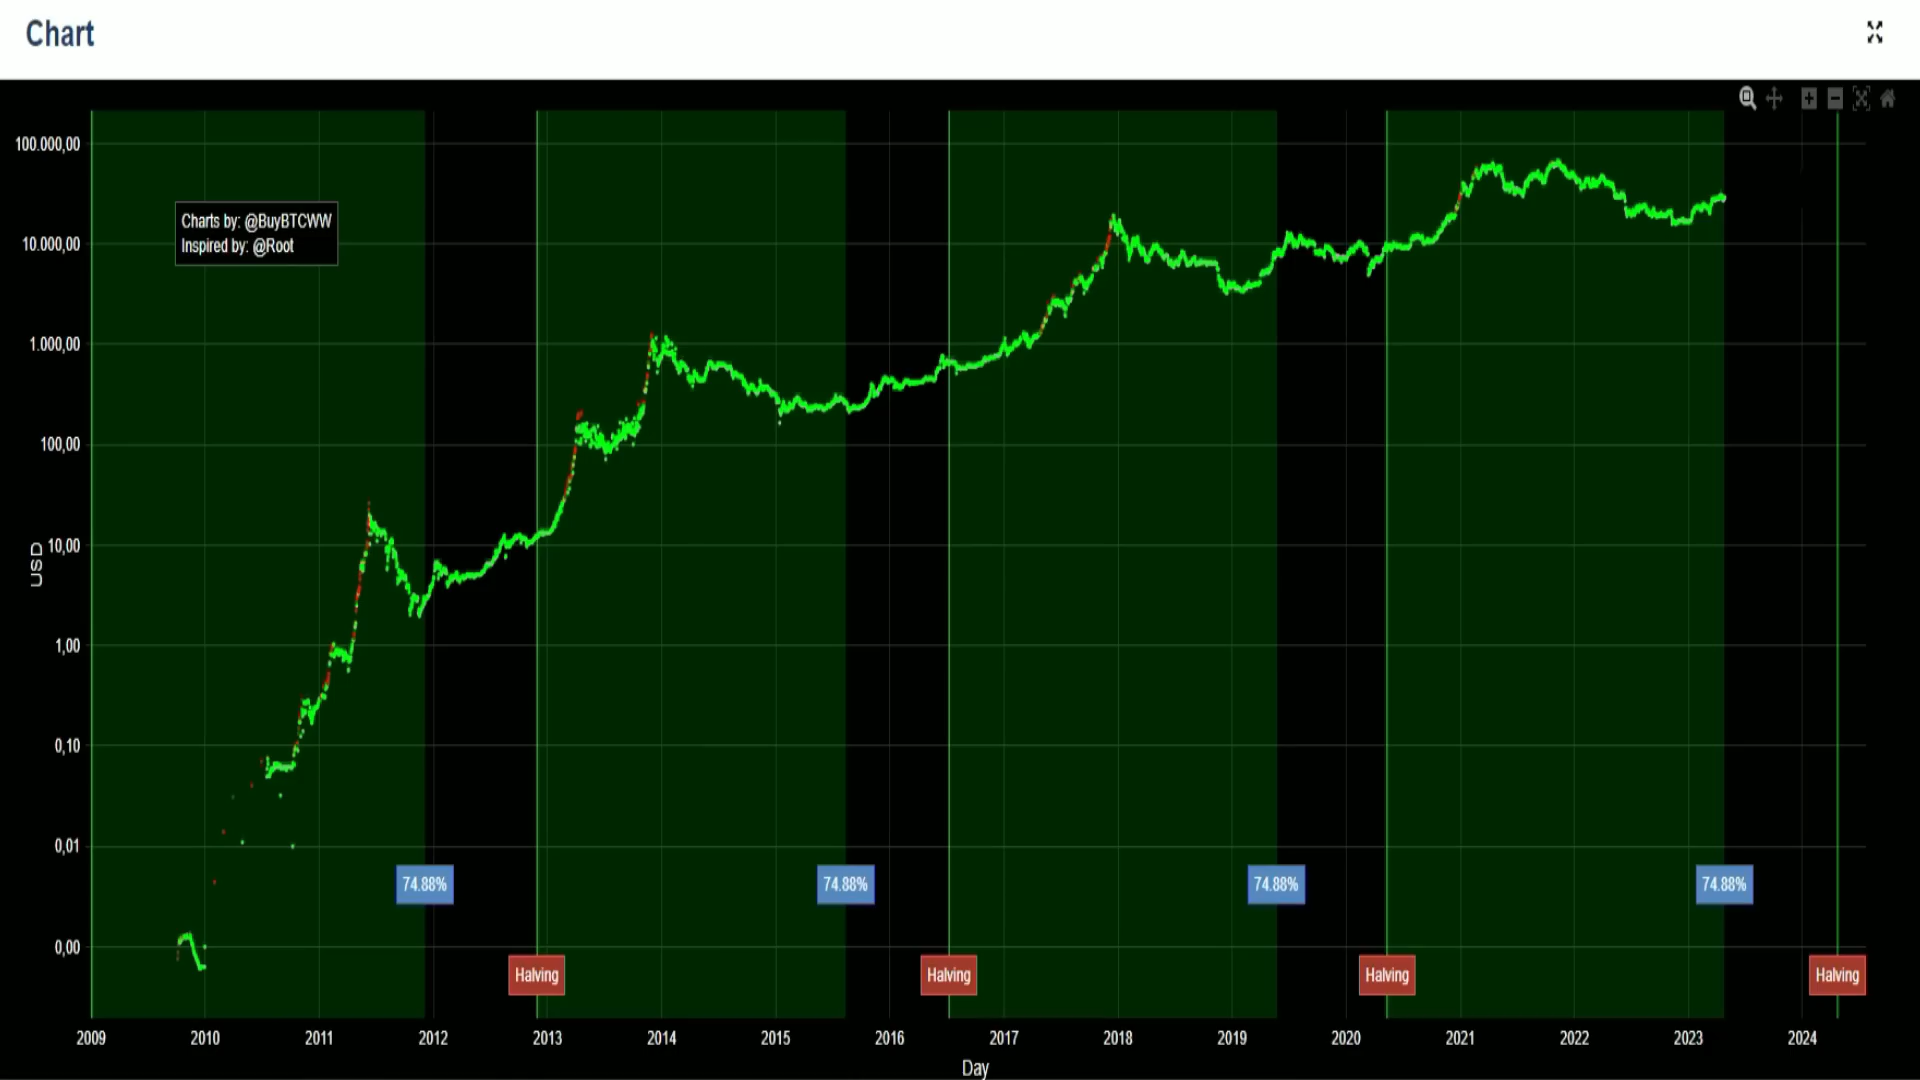 Chart
100.000,00
10.000,00
1.000,00
100,00
10,00
1,00
0,10
0,01
0,00
USD
Charts by: @BuyBTCWW
Inspired by: @Root
74.88% 74.88% 74.88% 74.88%
Halving Halving Halving Halving
2009 2010 2011 2012 2013 2014 2015 2016 2017 2018 2019 2020 2021 2022 2023 2024
Day